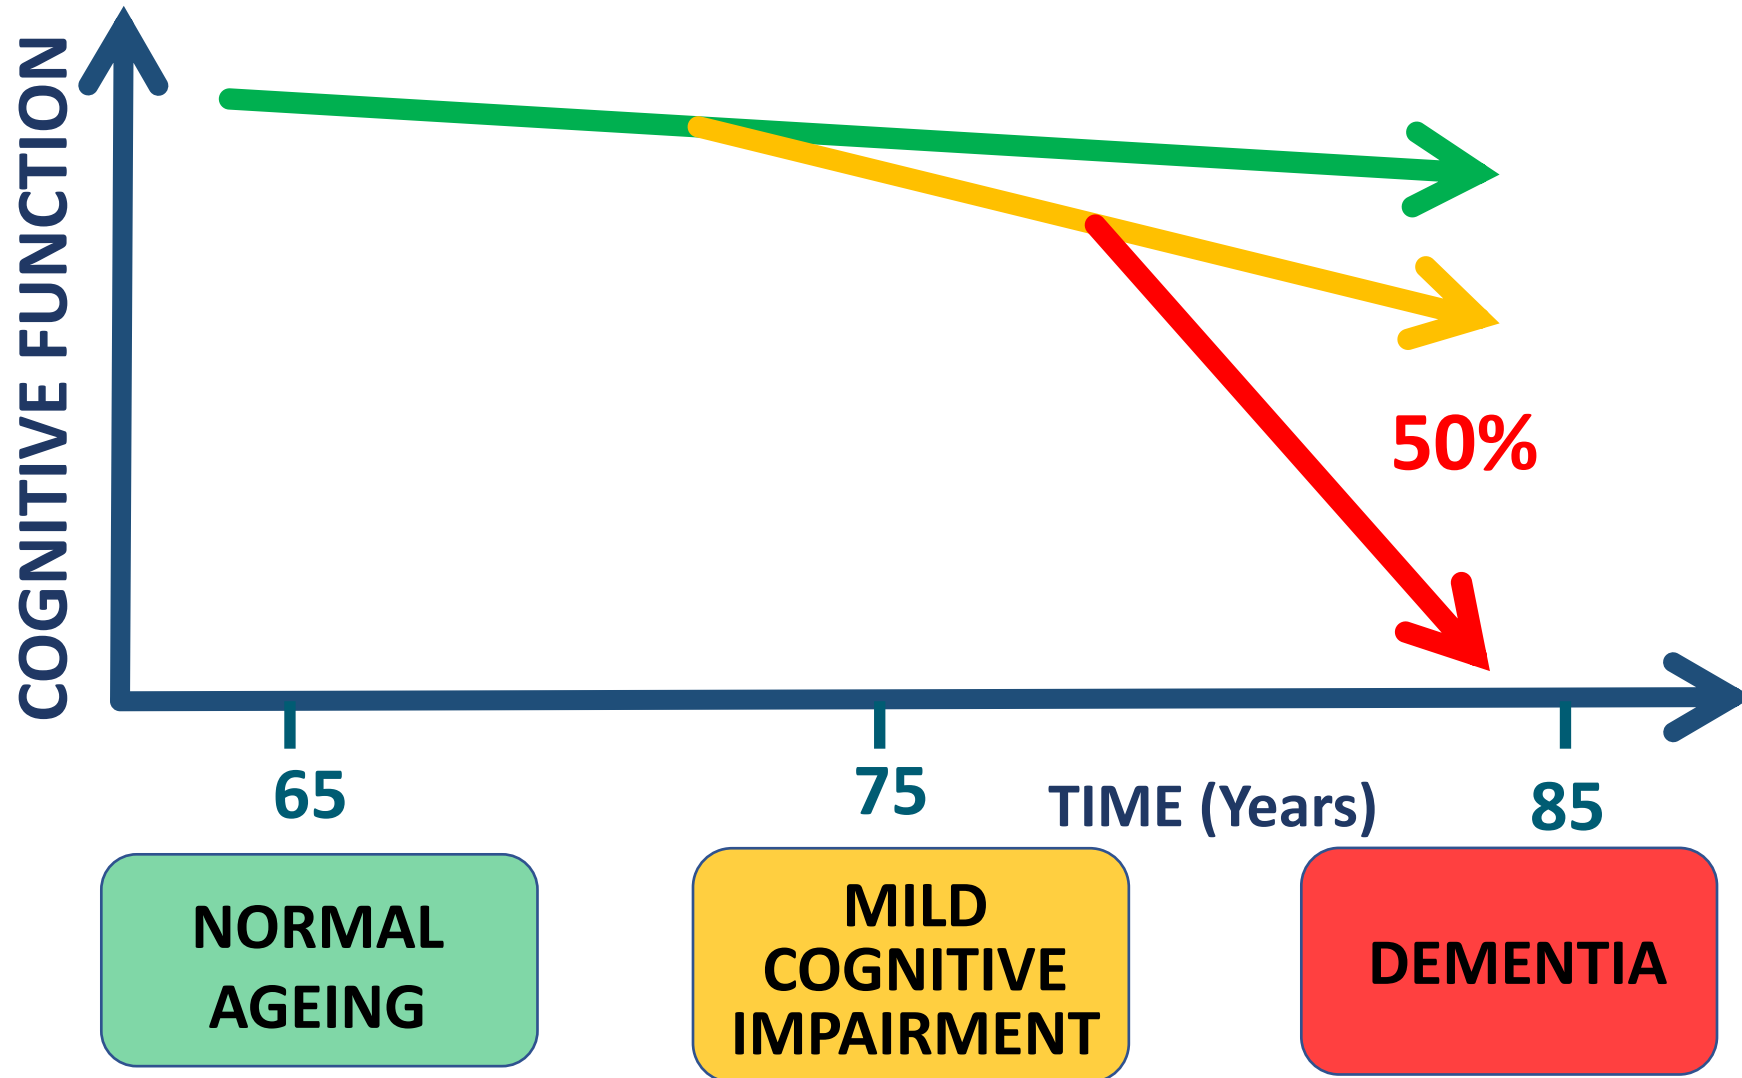 COGNITIVE FUNCTION
50%
65
75
TIME (Years)
85
NORMAL
AGEING
MILD
COGNITIVE
IMPAIRMENT
DEMENTIA